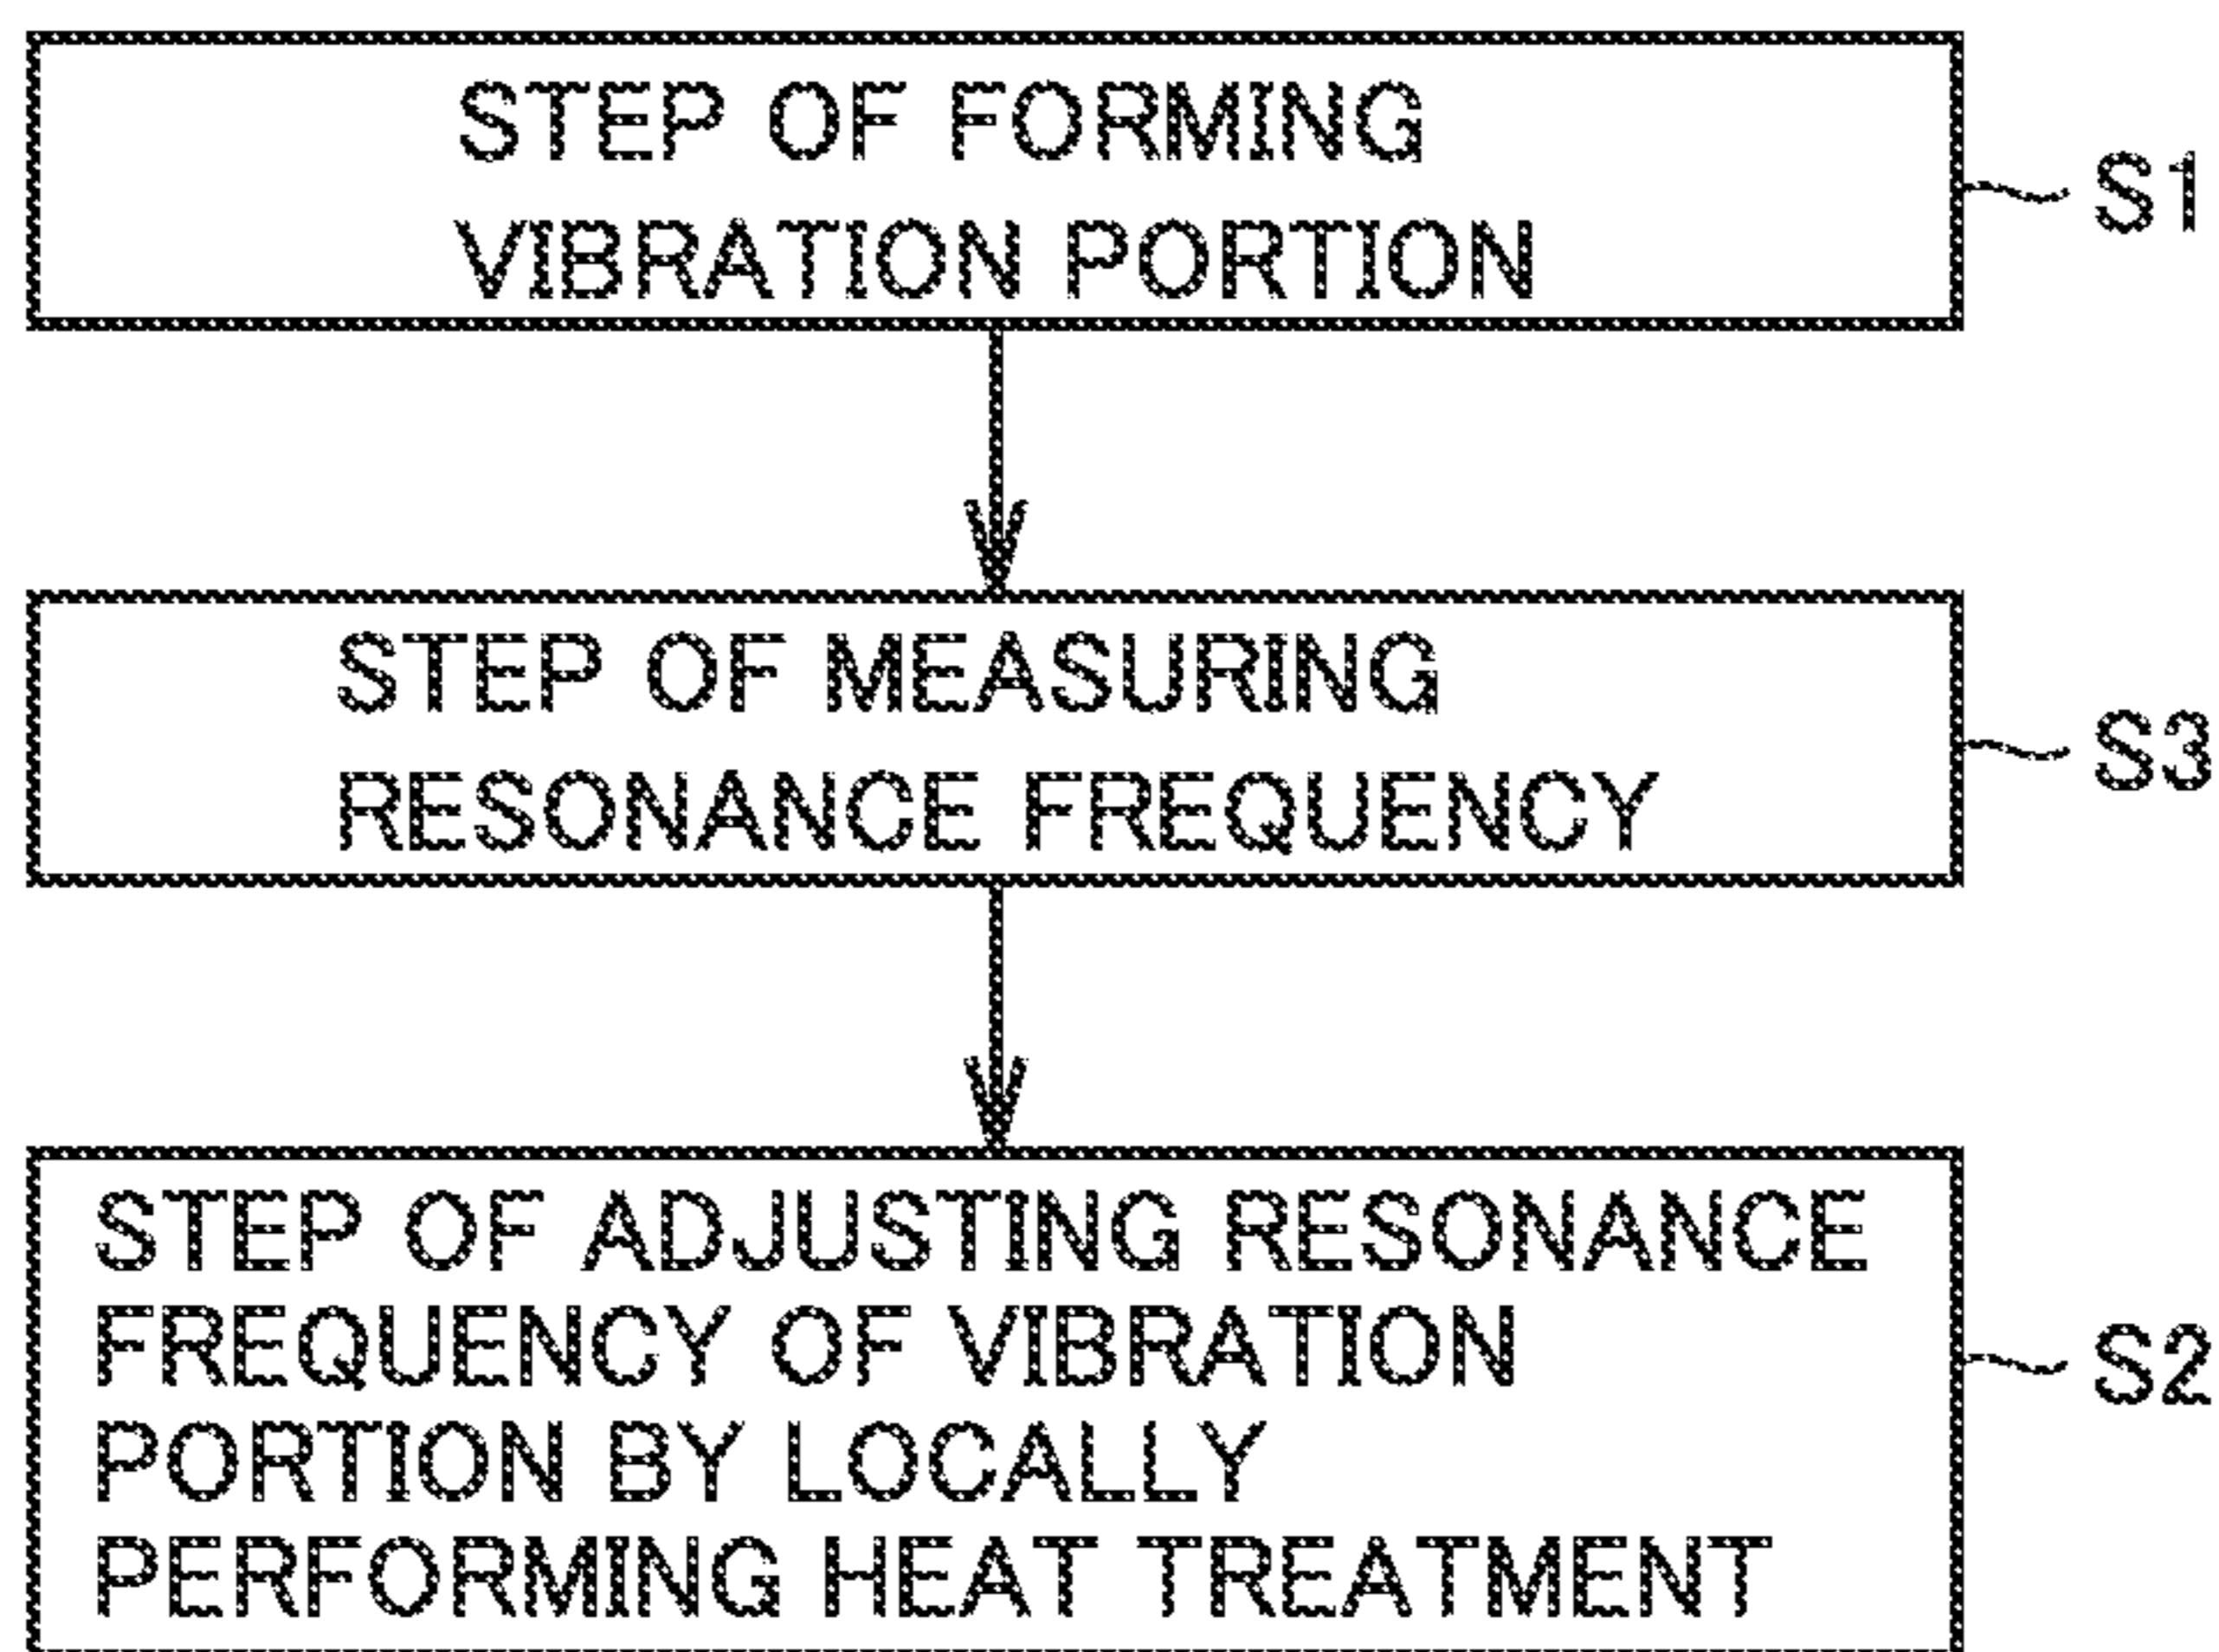 STEP OF FORMING
VIBRATION PORTION
S1
STEP OF MEASURING
RESONANCE FREQUENCY
S3
STEP OF ADJUSTING RESONANCE
FREQUENCY OF VIBRATION
PORTION BY LOCALLY
PERFORMING HEAT TREATMENT
S2